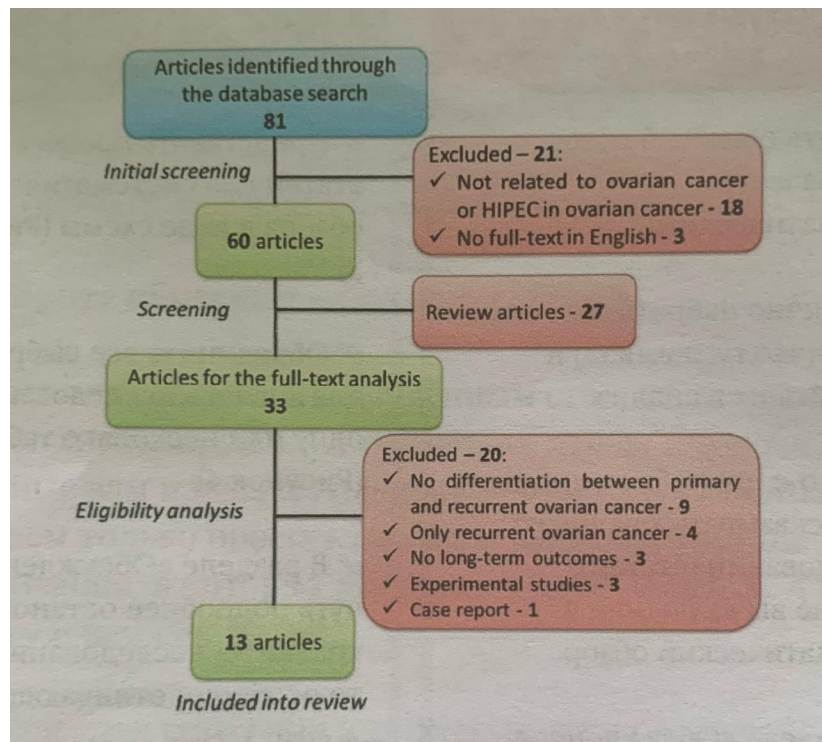 Articles identified through
the database search
81
Initial screening
Excluded – 21:
✓ Not related to ovarian cancer
or HIPEC in ovarian cancer - 18
✓ No full-text in English - 3
60 articles
Screening
Review articles - 27
Articles for the full-text analysis
33
Excluded – 20:
✓ No differentiation between primary
and recurrent ovarian cancer - 9
✓ Only recurrent ovarian cancer - 4
✓ No long-term outcomes - 3
✓ Experimental studies - 3
✓ Case report - 1
Eligibility analysis
13 articles
Included into review